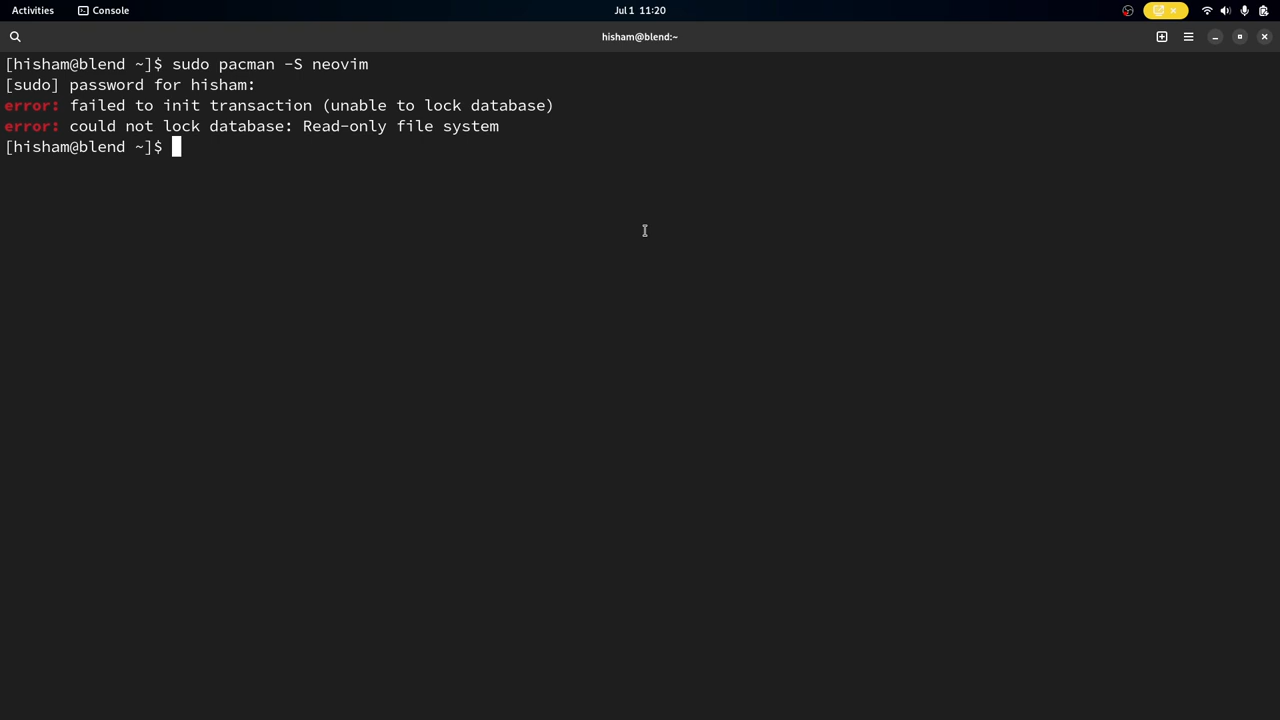 Activities Console Jul 1 11:20
hisham@blend:~
[hisham@blend ~]$ sudo pacman -S neovim
[sudo] password for hisham:
error: failed to init transaction (unable to lock database)
error: could not lock database: Read-only file system
[hisham@blend ~]$